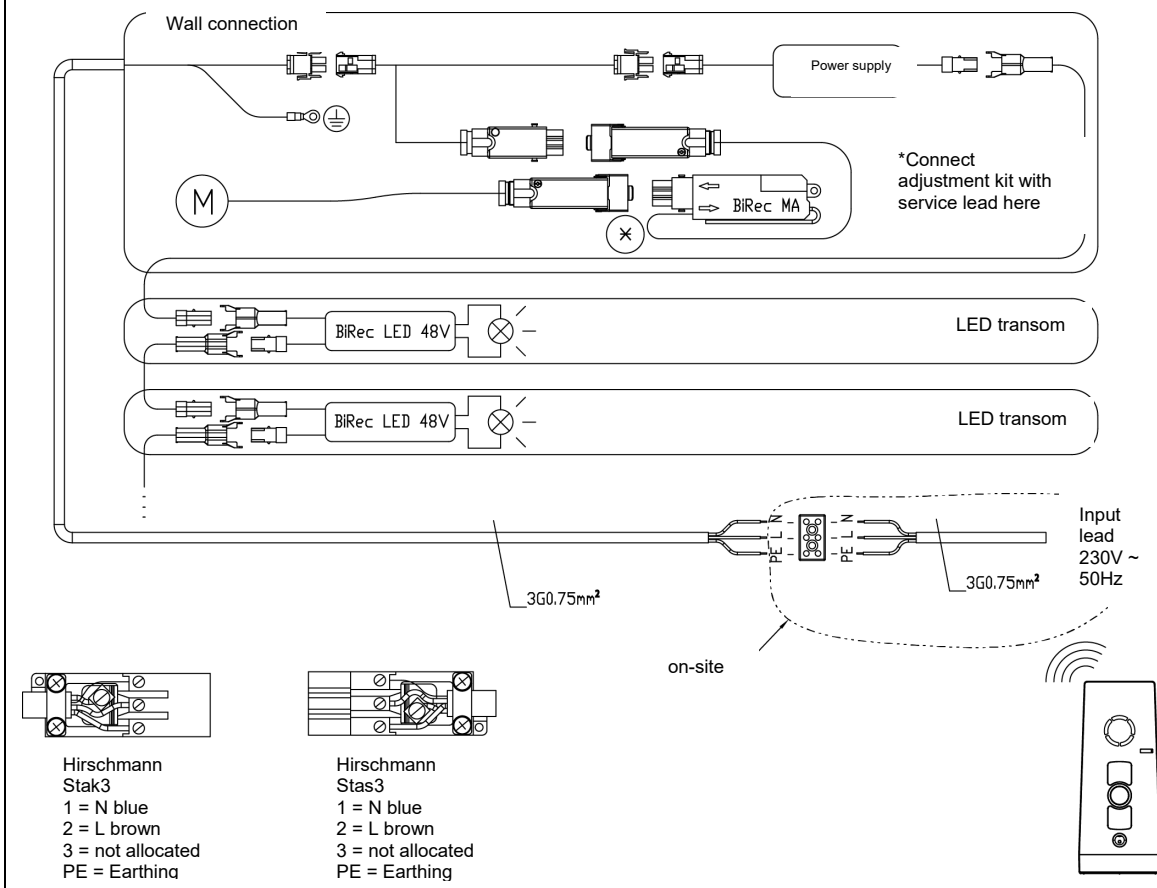 Wall connection
Power supply
*Connect
adjustment kit with
service lead here
M
BiRec MA
BiRec LED 48V
LED transom
BiRec LED 48V
LED transom
N
L
PE
N
L
PE
Input
lead
230V ~
50Hz
3G0.75mm²
3G0.75mm²
on-site
Hirschmann
Stak3
1 = N blue
2 = L brown
3 = not allocated
PE = Earthing
Hirschmann
Stas3
1 = N blue
2 = L brown
3 = not allocated
PE = Earthing